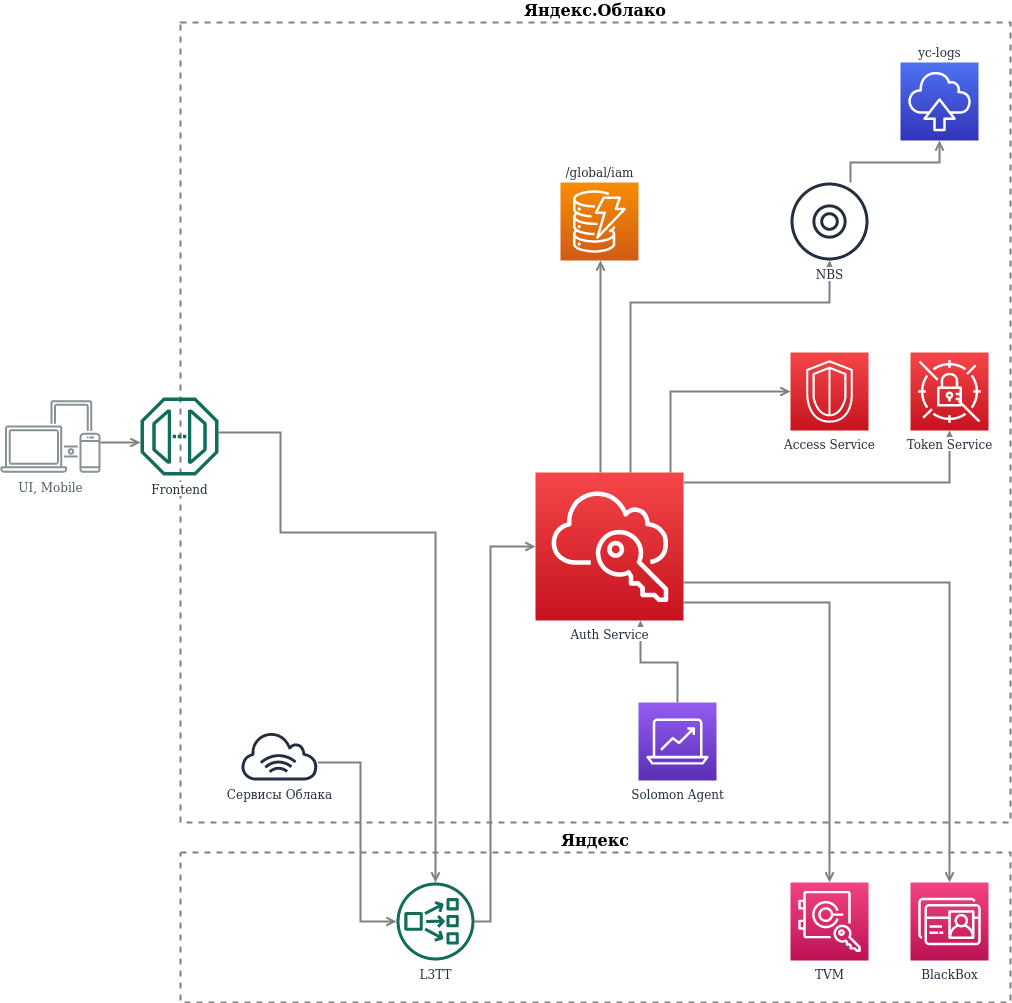 Яндекс.Облако
yc-logs
/global/iam
NBS
Access Service
Token Service
UI, Mobile
Frontend
Auth Service
Solomon Agent
Сервисы Облака
Яндекс
L3TT
TVM
BlackBox